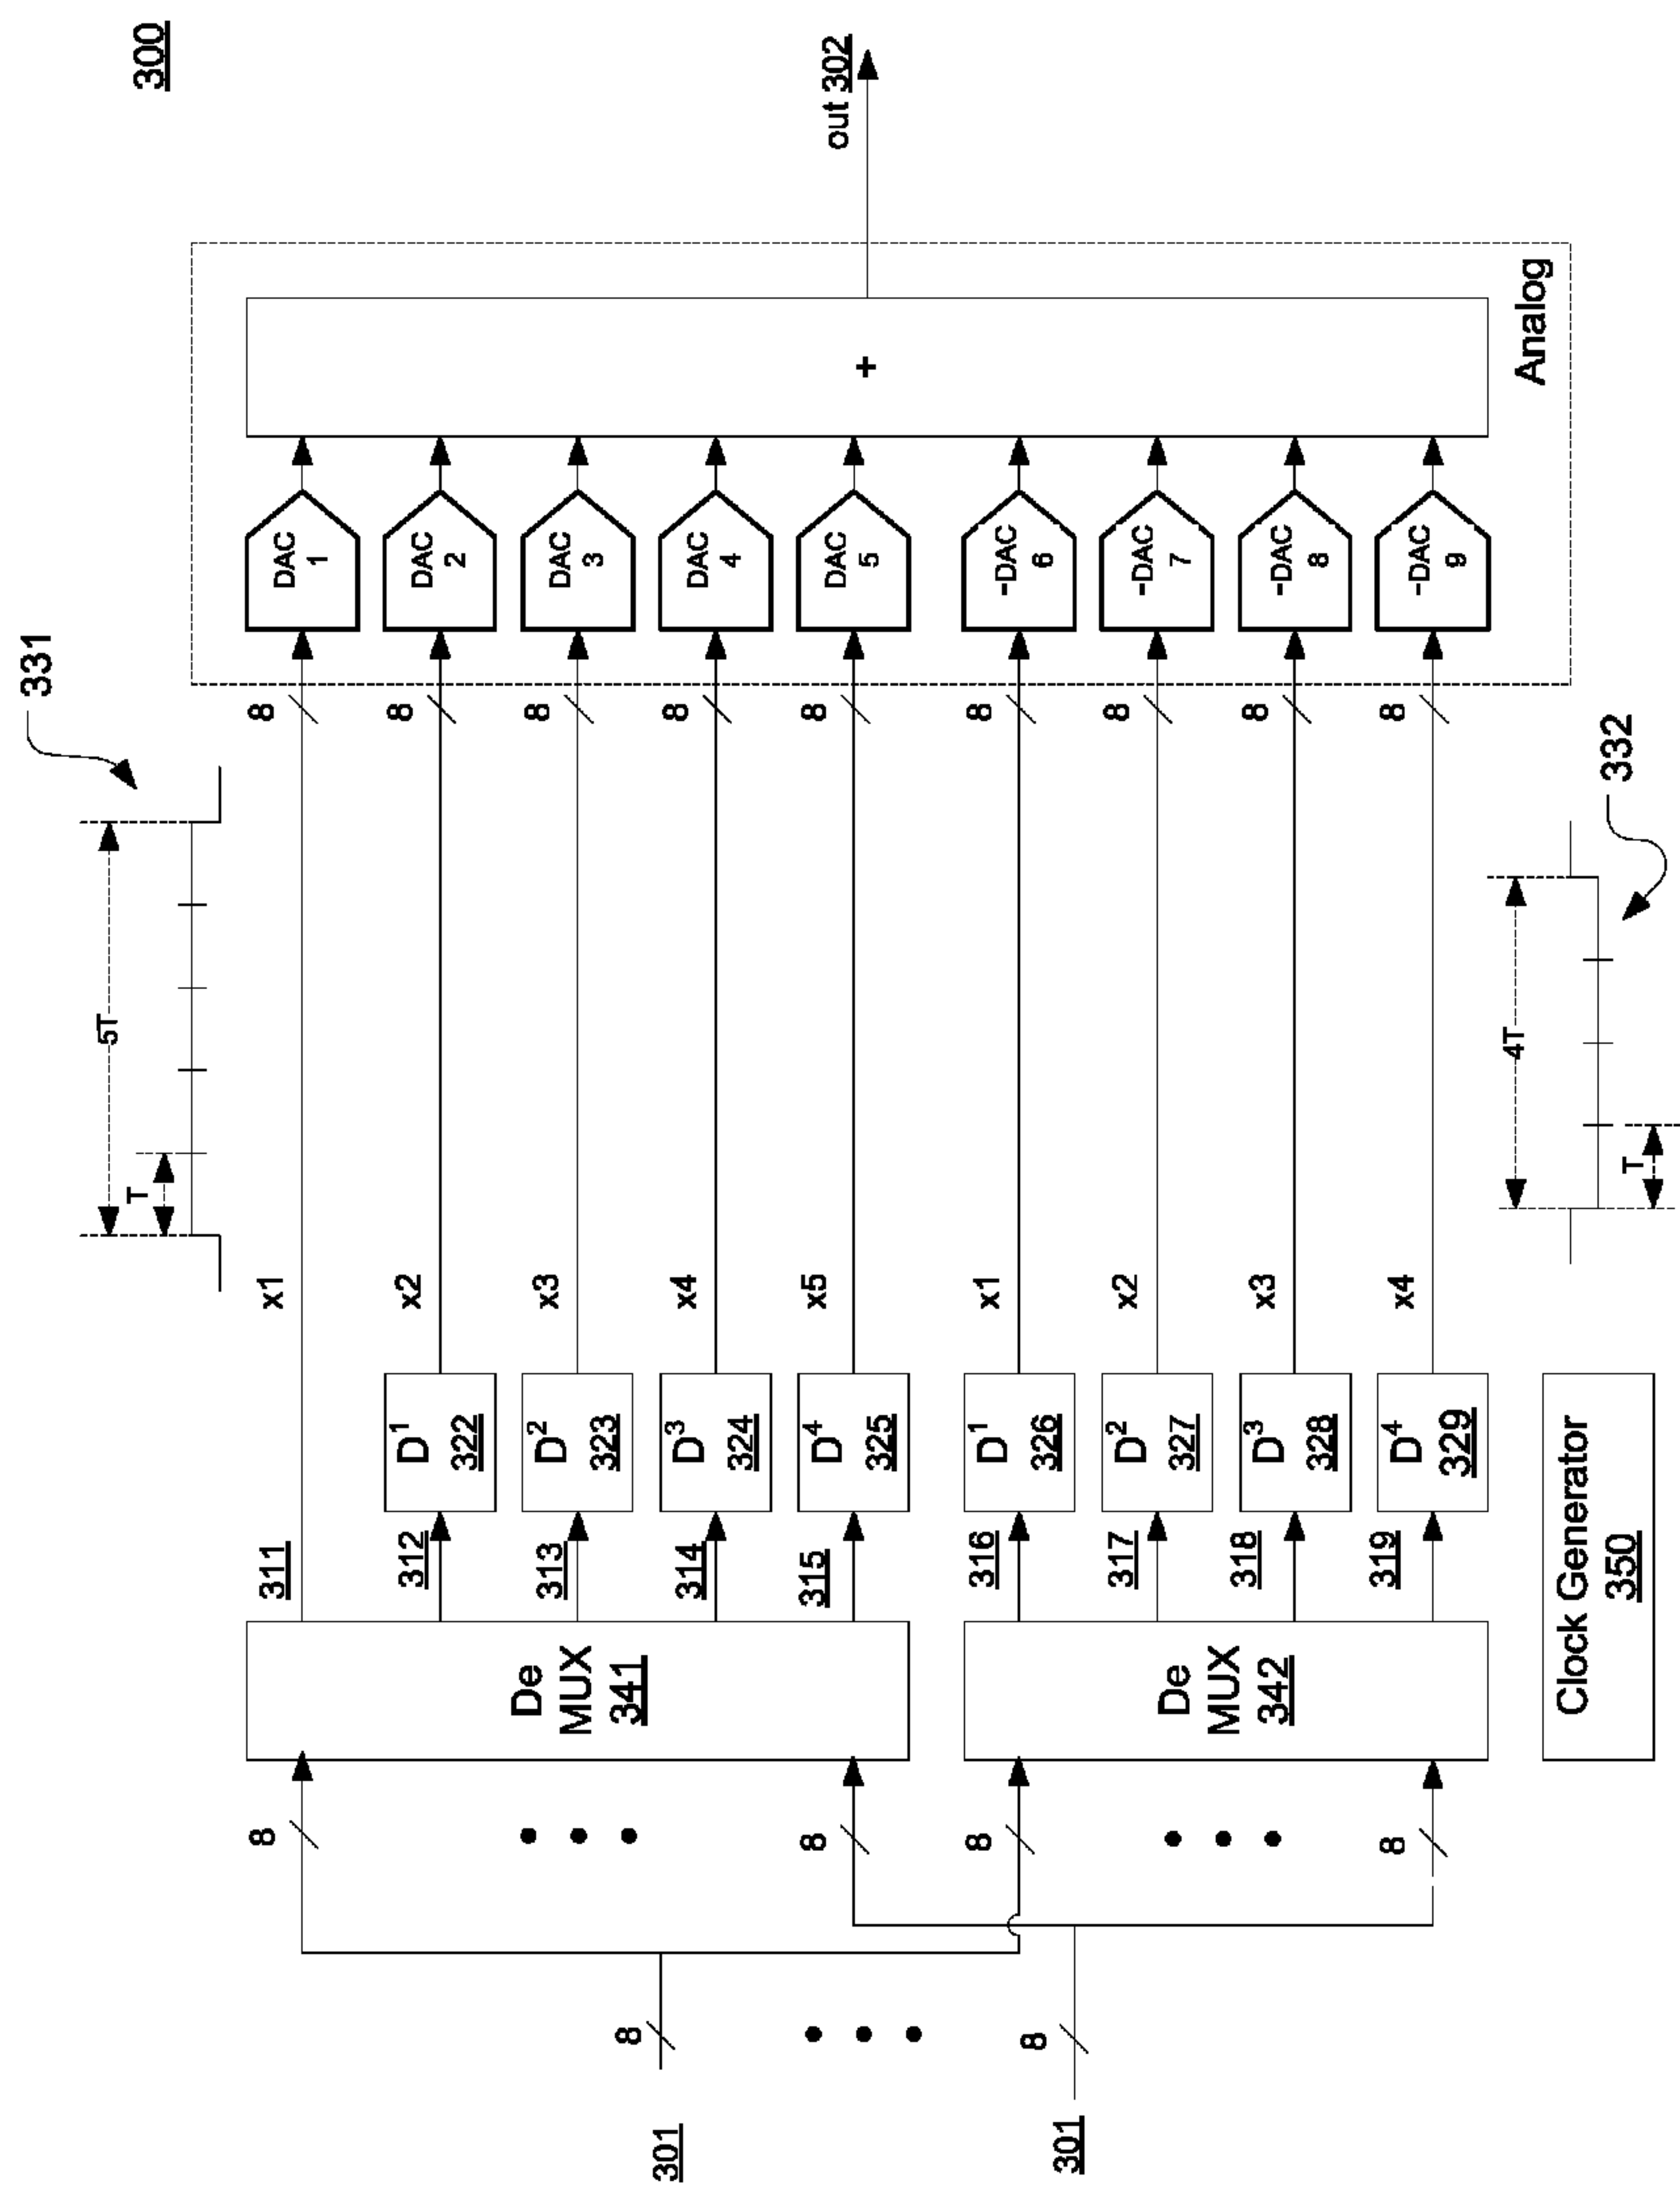 300
301
8
8
301
8
8
8
8
De
MUX
341
De
MUX
342
Clock Generator
350
311
312
313
314
315
316
317
318
319
D1
322
D2
323
D3
324
D4
325
D1
326
D2
327
D3
328
D4
329
x1
x2
x3
x4
x5
x1
x2
x3
x4
T
5T
331
T
4T
332
8
8
8
8
8
8
8
8
8
DAC
1
DAC
2
DAC
3
DAC
4
DAC
5
-DAC
6
-DAC
7
-DAC
8
-DAC
9
+
Analog
out 302